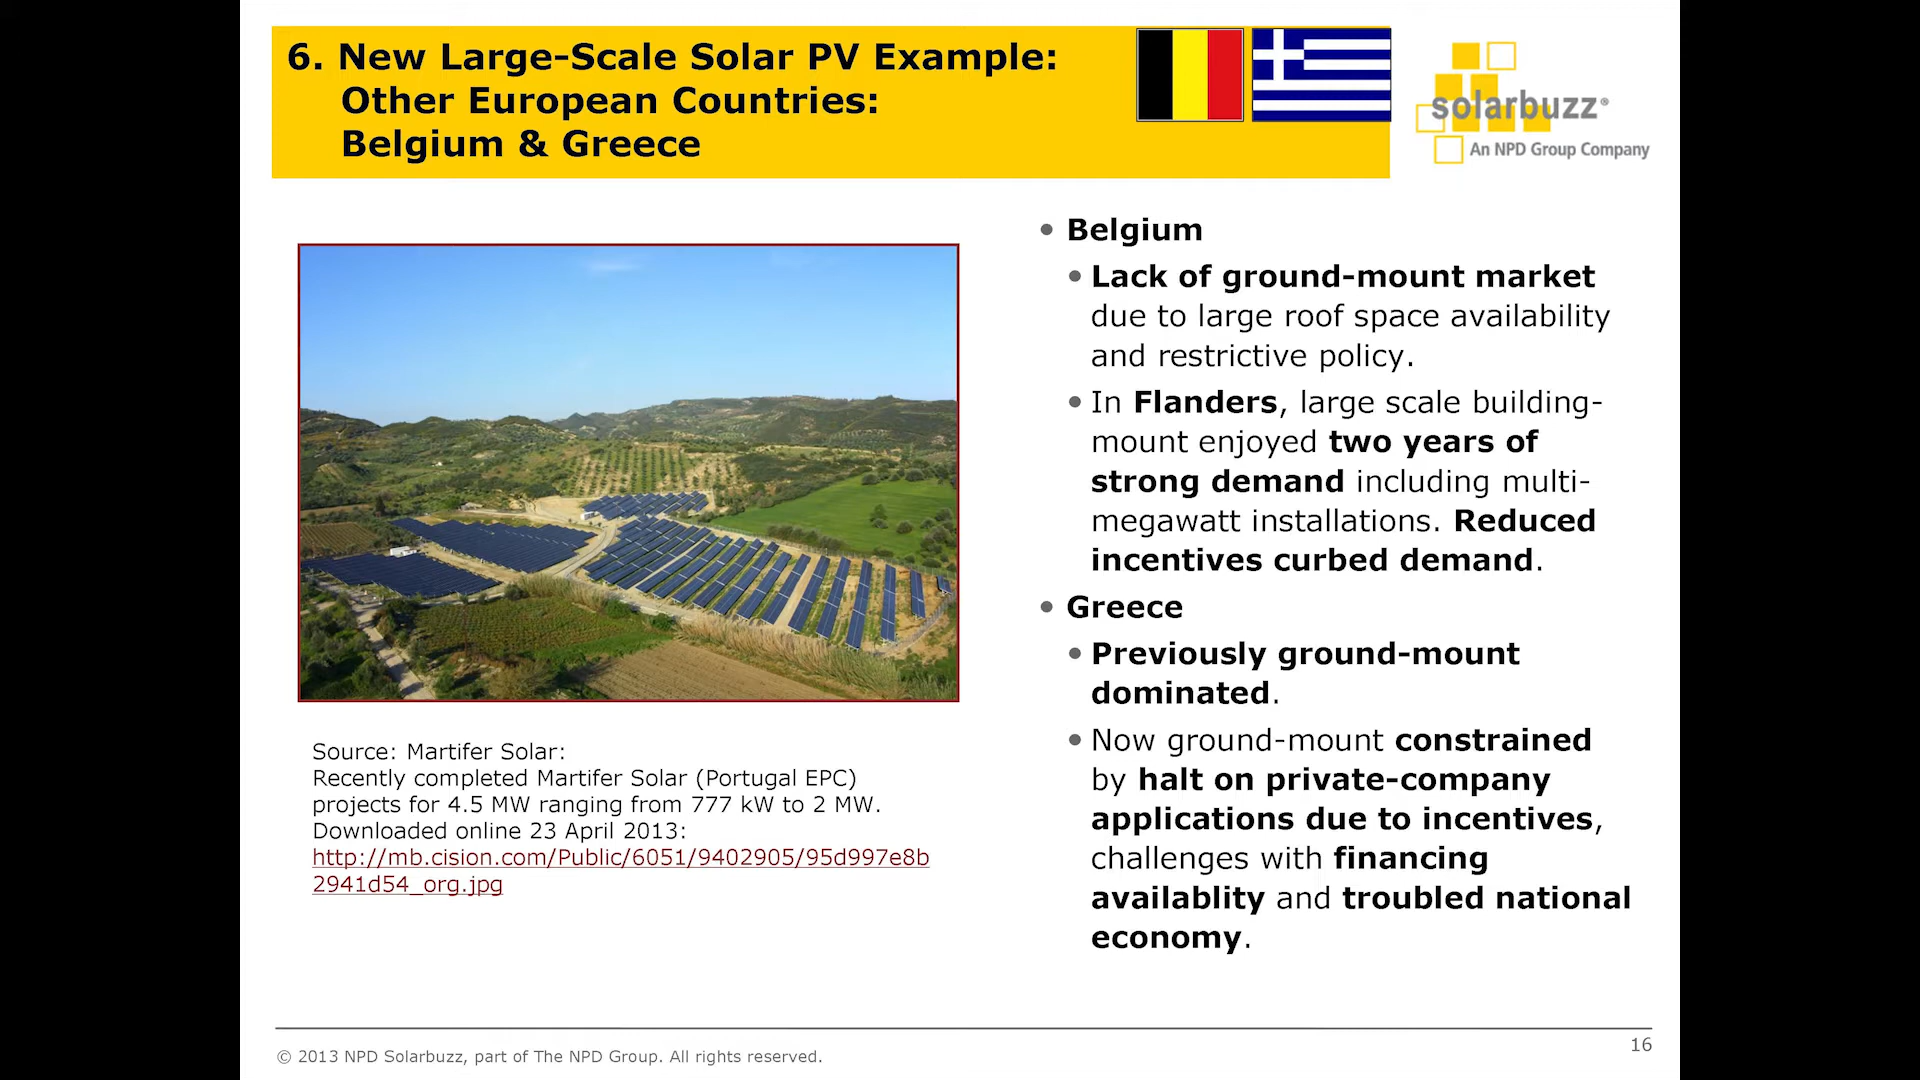 6. New Large-Scale Solar PV Example:
Other European Countries:
Belgium & Greece
solarbuzz®
An NPD Group Company
• Belgium
• Lack of ground-mount market
due to large roof space availability
and restrictive policy.
• In Flanders, large scale building-
mount enjoyed two years of
strong demand including multi-
megawatt installations. Reduced
incentives curbed demand.
• Greece
• Previously ground-mount
dominated.
• Now ground-mount constrained
by halt on private-company
applications due to incentives,
challenges with financing
availablity and troubled national
economy.
Source: Martifer Solar:
Recently completed Martifer Solar (Portugal EPC)
projects for 4.5 MW ranging from 777 kW to 2 MW.
Downloaded online 23 April 2013:
http://mb.cision.com/Public/6051/9402905/95d997e8b
2941d54_org.jpg
© 2013 NPD Solarbuzz, part of The NPD Group. All rights reserved.
16